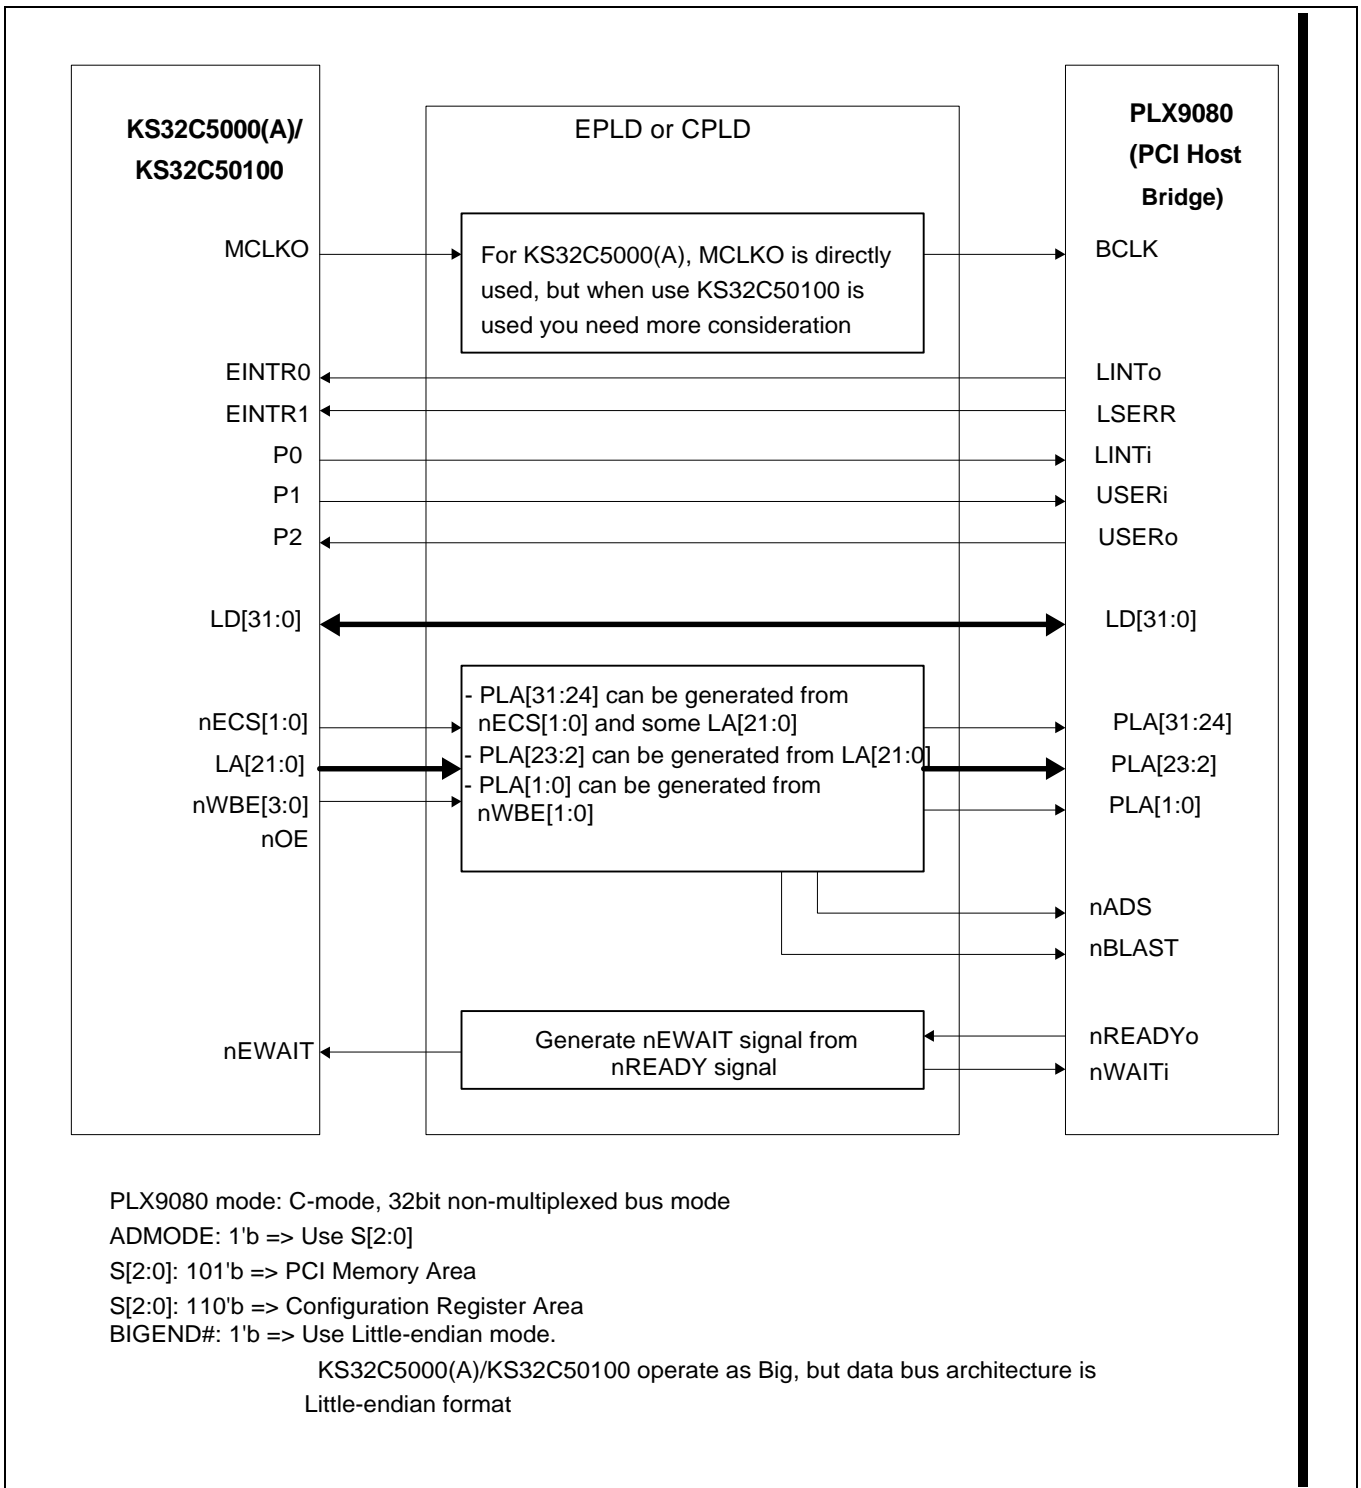 KS32C5000(A)/
KS32C50100
EPLD or CPLD
PLX9080
(PCI Host
Bridge)
MCLKO
For KS32C5000(A), MCLKO is directly
used, but when use KS32C50100 is
used you need more consideration
BCLK
EINTR0
LINTo
EINTR1
LSERR
P0
LINTi
P1
USERi
P2
USERo
LD[31:0]
LD[31:0]
nECS[1:0]
LA[21:0]
nWBE[3:0]
nOE
- PLA[31:24] can be generated from
nECS[1:0] and some LA[21:0]
- PLA[23:2] can be generated from LA[21:0]
- PLA[1:0] can be generated from
nWBE[1:0]
PLA[31:24]
PLA[23:2]
PLA[1:0]
nADS
nBLAST
nEWAIT
Generate nEWAIT signal from
nREADY signal
nREADYo
nWAITi
PLX9080 mode: C-mode, 32bit non-multiplexed bus mode
ADMODE: 1'b => Use S[2:0]
S[2:0]: 101'b => PCI Memory Area
S[2:0]: 110'b => Configuration Register Area
BIGEND#: 1'b => Use Little-endian mode.
KS32C5000(A)/KS32C50100 operate as Big, but data bus architecture is
Little-endian format